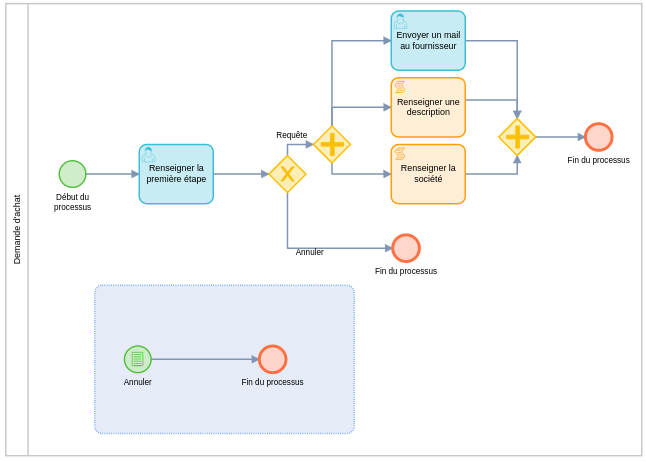 Demande d'achat
Début du
processus
Renseigner la
première étape
Requête
Annuler
Envoyer un mail
au fournisseur
Renseigner une
description
Renseigner la
société
Fin du processus
Fin du processus
Annuler
Fin du processus